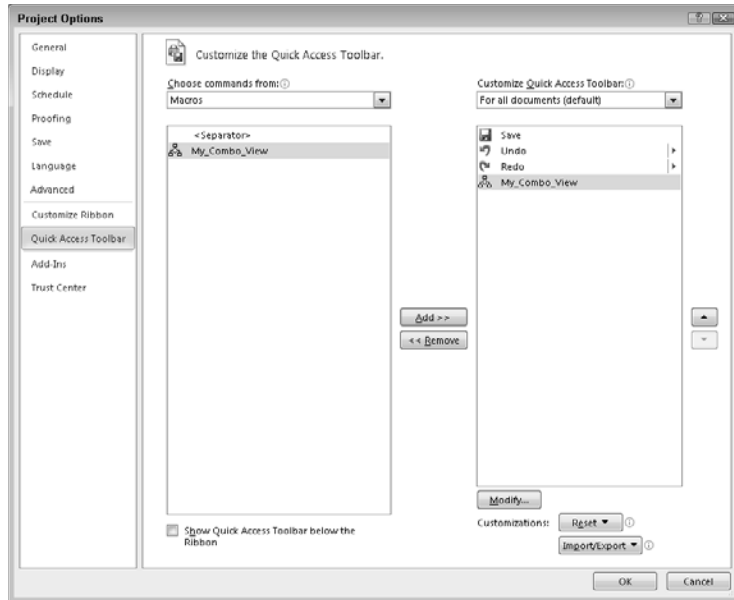 Project Options
General
Display
Schedule
Proofing
Save
Language
Advanced
Customize Ribbon
Quick Access Toolbar
Add-Ins
Trust Center
Customize the Quick Access Toolbar.
Choose commands from:
Macros
<Separator>
My_Combo_View
Add >>
<< Remove
Customize Quick Access Toolbar:
For all documents (default)
Save
Undo
Redo
My_Combo_View
Modify...
Customizations:
Reset
Import/Export
Show Quick Access Toolbar below the
Ribbon
OK
Cancel